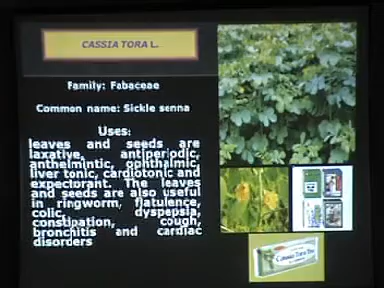 CASSIA TORA L.
Family: Fabaceae
Common name: Sickle senna
Uses:
leaves and seeds are
laxative, antiperiodic,
anthelmintic, ophthalmic,
liver tonic, cardiotonic and
expectorant. The leaves
and seeds are also useful
in ringworm, flatulence,
colic, dyspepsia,
constipation, cough,
bronchitis and cardiac
disorders
Cassia Tora